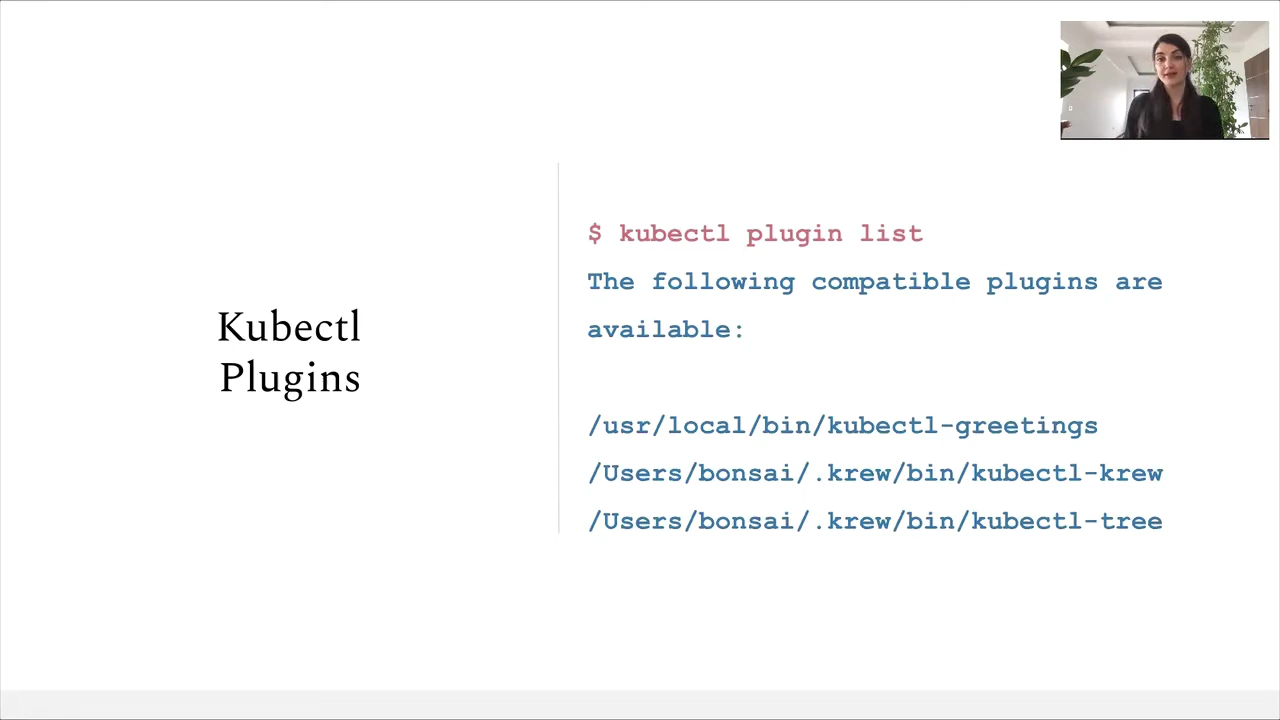 Kubectl
Plugins
$ kubectl plugin list
The following compatible plugins are
available:
/usr/local/bin/kubectl-greetings
/Users/bonsai/.krew/bin/kubectl-krew
/Users/bonsai/.krew/bin/kubectl-tree